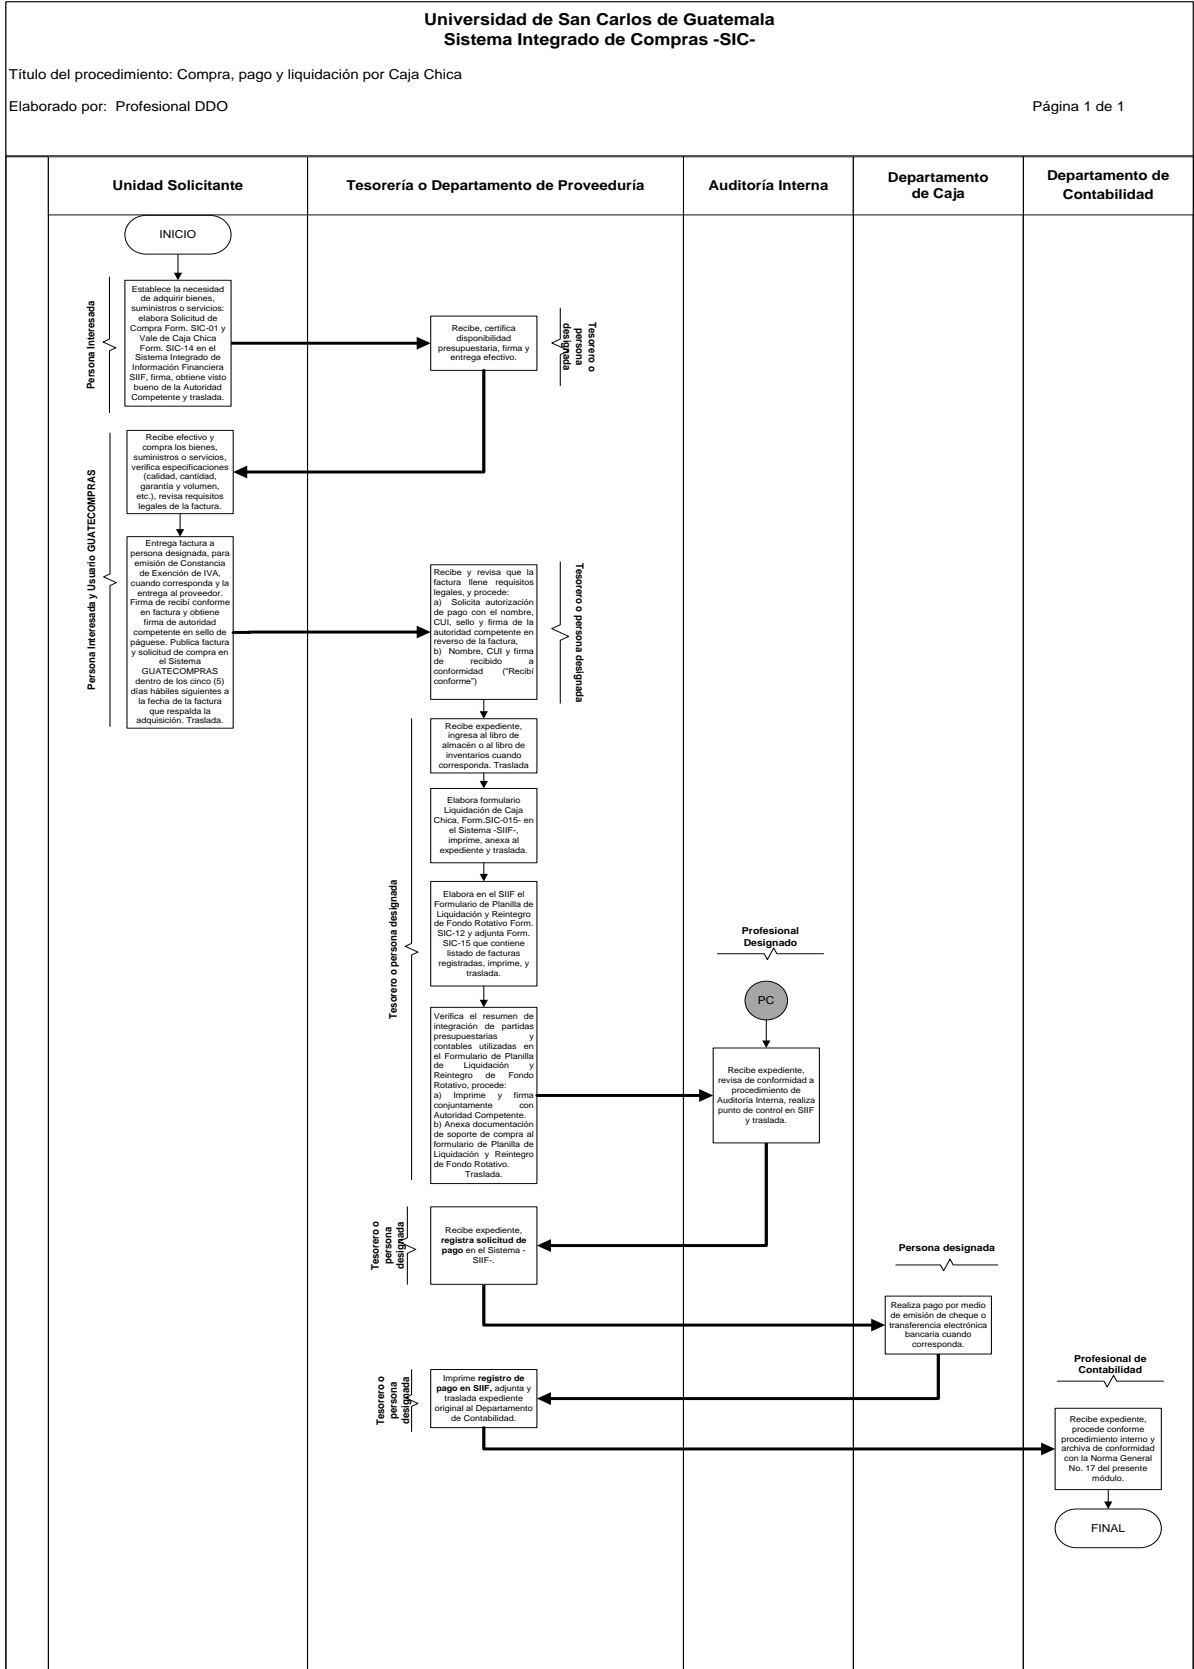 Universidad de San Carlos de Guatemala
Sistema Integrado de Compras -SIC-
Título del procedimiento: Compra, pago y liquidación por Caja Chica
Elaborado por: Profesional DDO
Página 1 de 1
Unidad Solicitante
Tesorería o Departamento de Proveeduría
Auditoría Interna
Departamento
de Caja
Departamento de
Contabilidad
INICIO
Persona Interesada
Establece la necesidad
de adquirir bienes,
suministros o servicios:
elabora Solicitud de
Compra Form. SIC-01 y
Vale de Caja Chica
Form. SIC-14 en el
Sistema Integrado de
Información Financiera
SIIF, firma, obtiene visto
bueno de la Autoridad
Competente y traslada.
Recibe, certifica
disponibilidad
presupuestaria, firma y
entrega efectivo.
Tesorero o
persona
designada
Persona Interesada y Usuario GUATECOMPRAS
Recibe efectivo y
compra los bienes,
suministros o servicios,
verifica especificaciones
(calidad, cantidad,
garantía y volumen,
etc.), revisa requisitos
legales de la factura.
Entrega factura a
persona designada, para
emisión de Constancia
de Exención de IVA,
cuando corresponda y la
entrega al proveedor.
Firma de recibí conforme
en factura y obtiene
firma de autoridad
competente en sello de
páguese. Publica factura
y solicitud de compra en
el Sistema
GUATECOMPRAS
dentro de los cinco (5)
días hábiles siguientes a
la fecha de la factura
que respalda la
adquisición. Traslada.
Recibe y revisa que la
factura llene requisitos
legales, y procede:
a) Solicita autorización
de pago con el nombre,
CUI, sello y firma de la
autoridad competente en
reverso de la factura,
b) Nombre, CUI y firma
de recibido a
conformidad (“Recibí
conforme”)
Tesorero o persona designada
Tesorero o persona designada
Recibe expediente,
ingresa al libro de
almacén o al libro de
inventarios cuando
corresponda. Traslada
Elabora formulario
Liquidación de Caja
Chica, Form.SIC-015- en
el Sistema -SIIF-,
imprime, anexa al
expediente y traslada.
Elabora en el SIIF el
Formulario de Planilla de
Liquidación y Reintegro
de Fondo Rotativo Form.
SIC-12 y adjunta Form.
SIC-15 que contiene
listado de facturas
registradas, imprime, y
traslada.
Verifica el resumen de
integración de partidas
presupuestarias y
contables utilizadas en
el Formulario de Planilla
de Liquidación y
Reintegro de Fondo
Rotativo, procede:
a) Imprime y firma
conjuntamente con
Autoridad Competente.
b) Anexa documentación
de soporte de compra al
formulario de Planilla de
Liquidación y Reintegro
de Fondo Rotativo.
Traslada.
Profesional
Designado
PC
Recibe expediente,
revisa de conformidad a
procedimiento de
Auditoría Interna, realiza
punto de control en SIIF
y traslada.
Tesorero o
persona
designada
Recibe expediente,
registra solicitud de
pago en el Sistema -
SIIF-.
Persona designada
Realiza pago por medio
de emisión de cheque o
transferencia electrónica
bancaria cuando
corresponda.
Tesorero o
persona
designada
Imprime registro de
pago en SIIF, adjunta y
traslada expediente
original al Departamento
de Contabilidad.
Profesional de
Contabilidad
Recibe expediente,
procede conforme
procedimiento interno y
archiva de conformidad
con la Norma General
No. 17 del presente
módulo.
FINAL